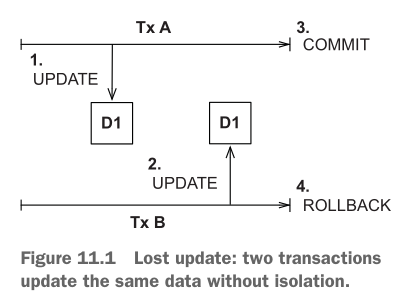 Tx A
3.
COMMIT
1.
UPDATE
D1
D1
2.
UPDATE
4.
ROLLBACK
Tx B
Figure 11.1 Lost update: two transactions
update the same data without isolation.